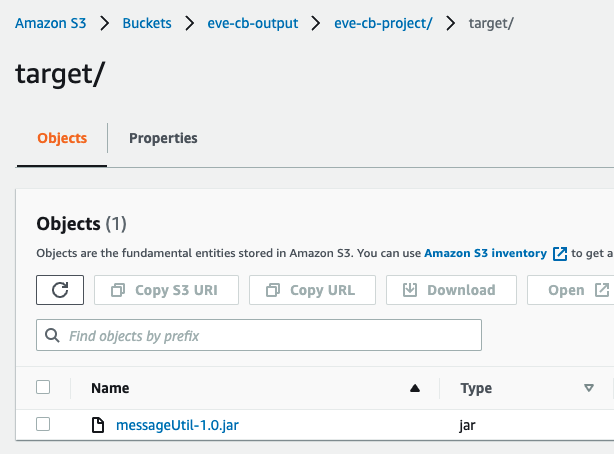 Amazon S3 > Buckets > eve-cb-output > eve-cb-project/ > target/
target/
Objects Properties
Objects (1)
Objects are the fundamental entities stored in Amazon S3. You can use Amazon S3 inventory to get a
Copy S3 URI Copy URL Download Open
Find objects by prefix
Name Type
messageUtil-1.0.jar jar